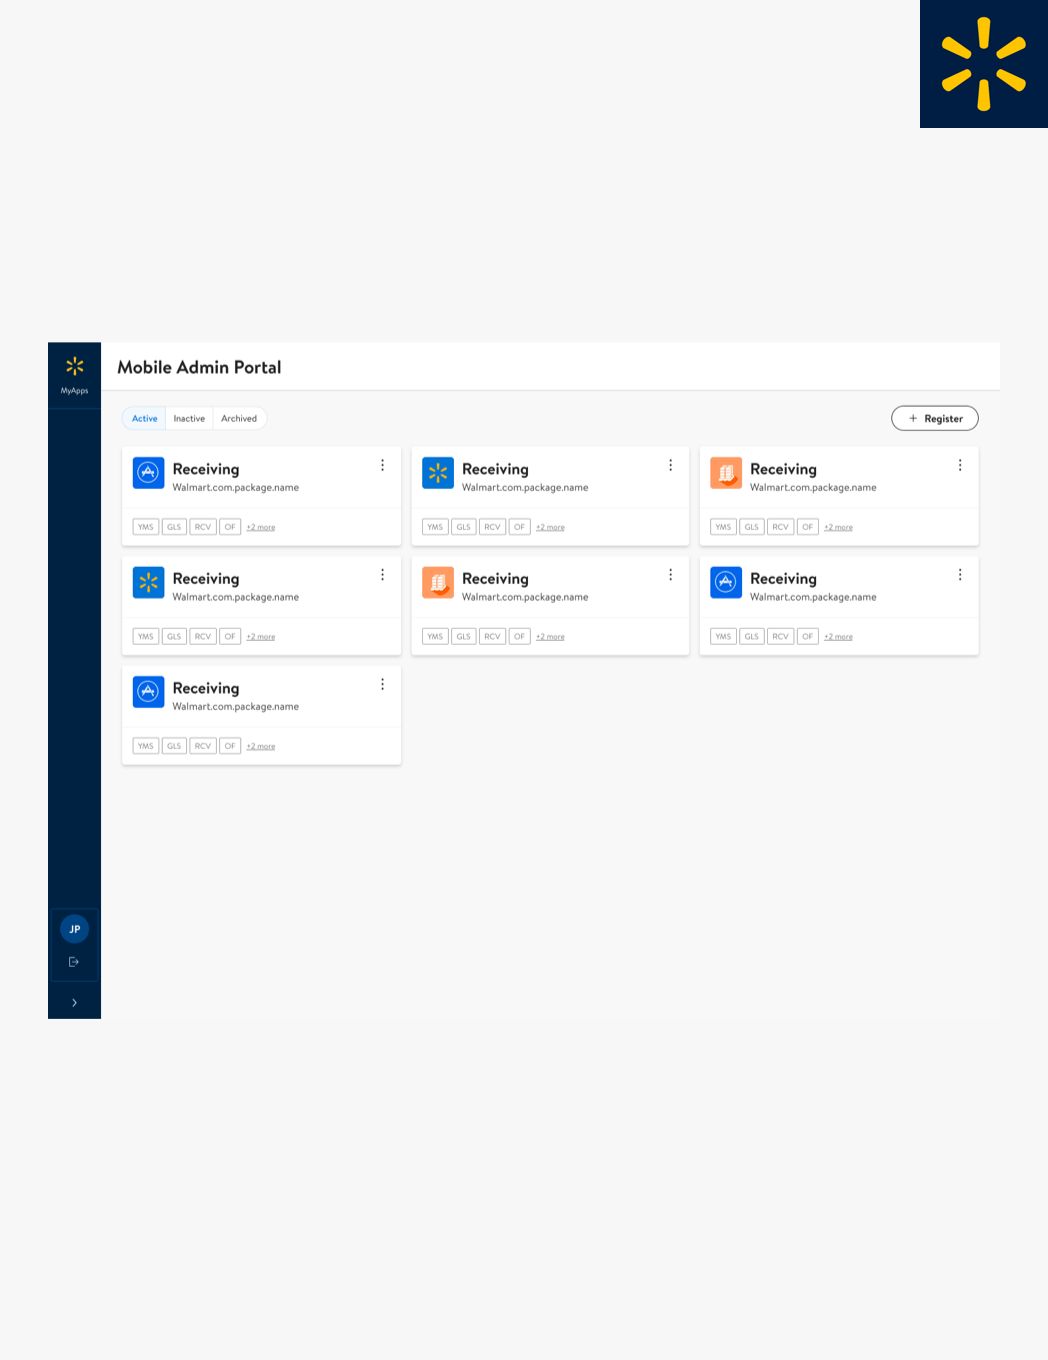 Mobile Admin Portal
MyApps
Active Inactive Archived
+ Register
Receiving
Walmart.com.package.name
YMS GLS RCV OF +2 more
Receiving
Walmart.com.package.name
YMS GLS RCV OF +2 more
Receiving
Walmart.com.package.name
YMS GLS RCV OF +2 more
Receiving
Walmart.com.package.name
YMS GLS RCV OF +2 more
Receiving
Walmart.com.package.name
YMS GLS RCV OF +2 more
Receiving
Walmart.com.package.name
YMS GLS RCV OF +2 more
Receiving
Walmart.com.package.name
YMS GLS RCV OF +2 more
JP